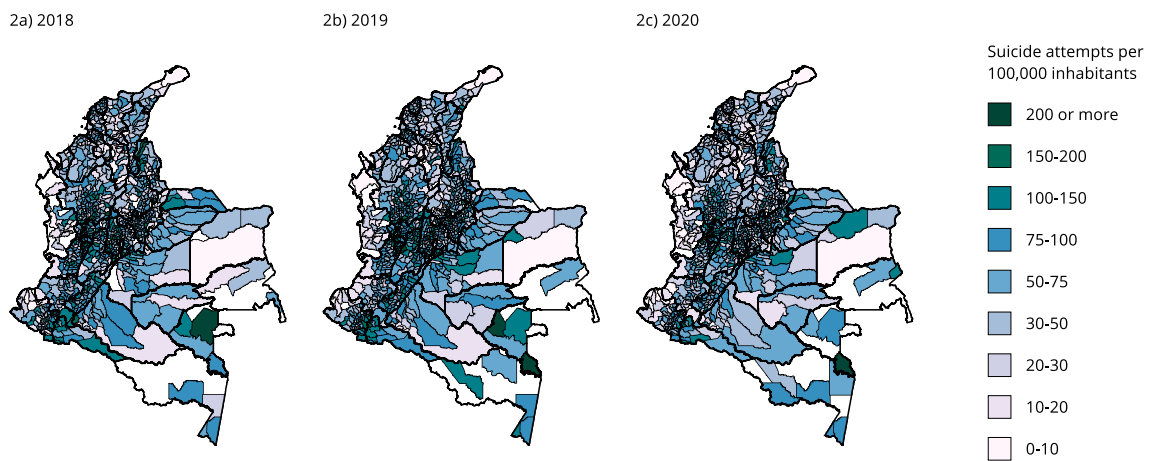 2a) 2018
2b) 2019
2c) 2020
Suicide attempts per
100,000 inhabitants
200 or more
150-200
100-150
75-100
50-75
30-50
20-30
10-20
0-10